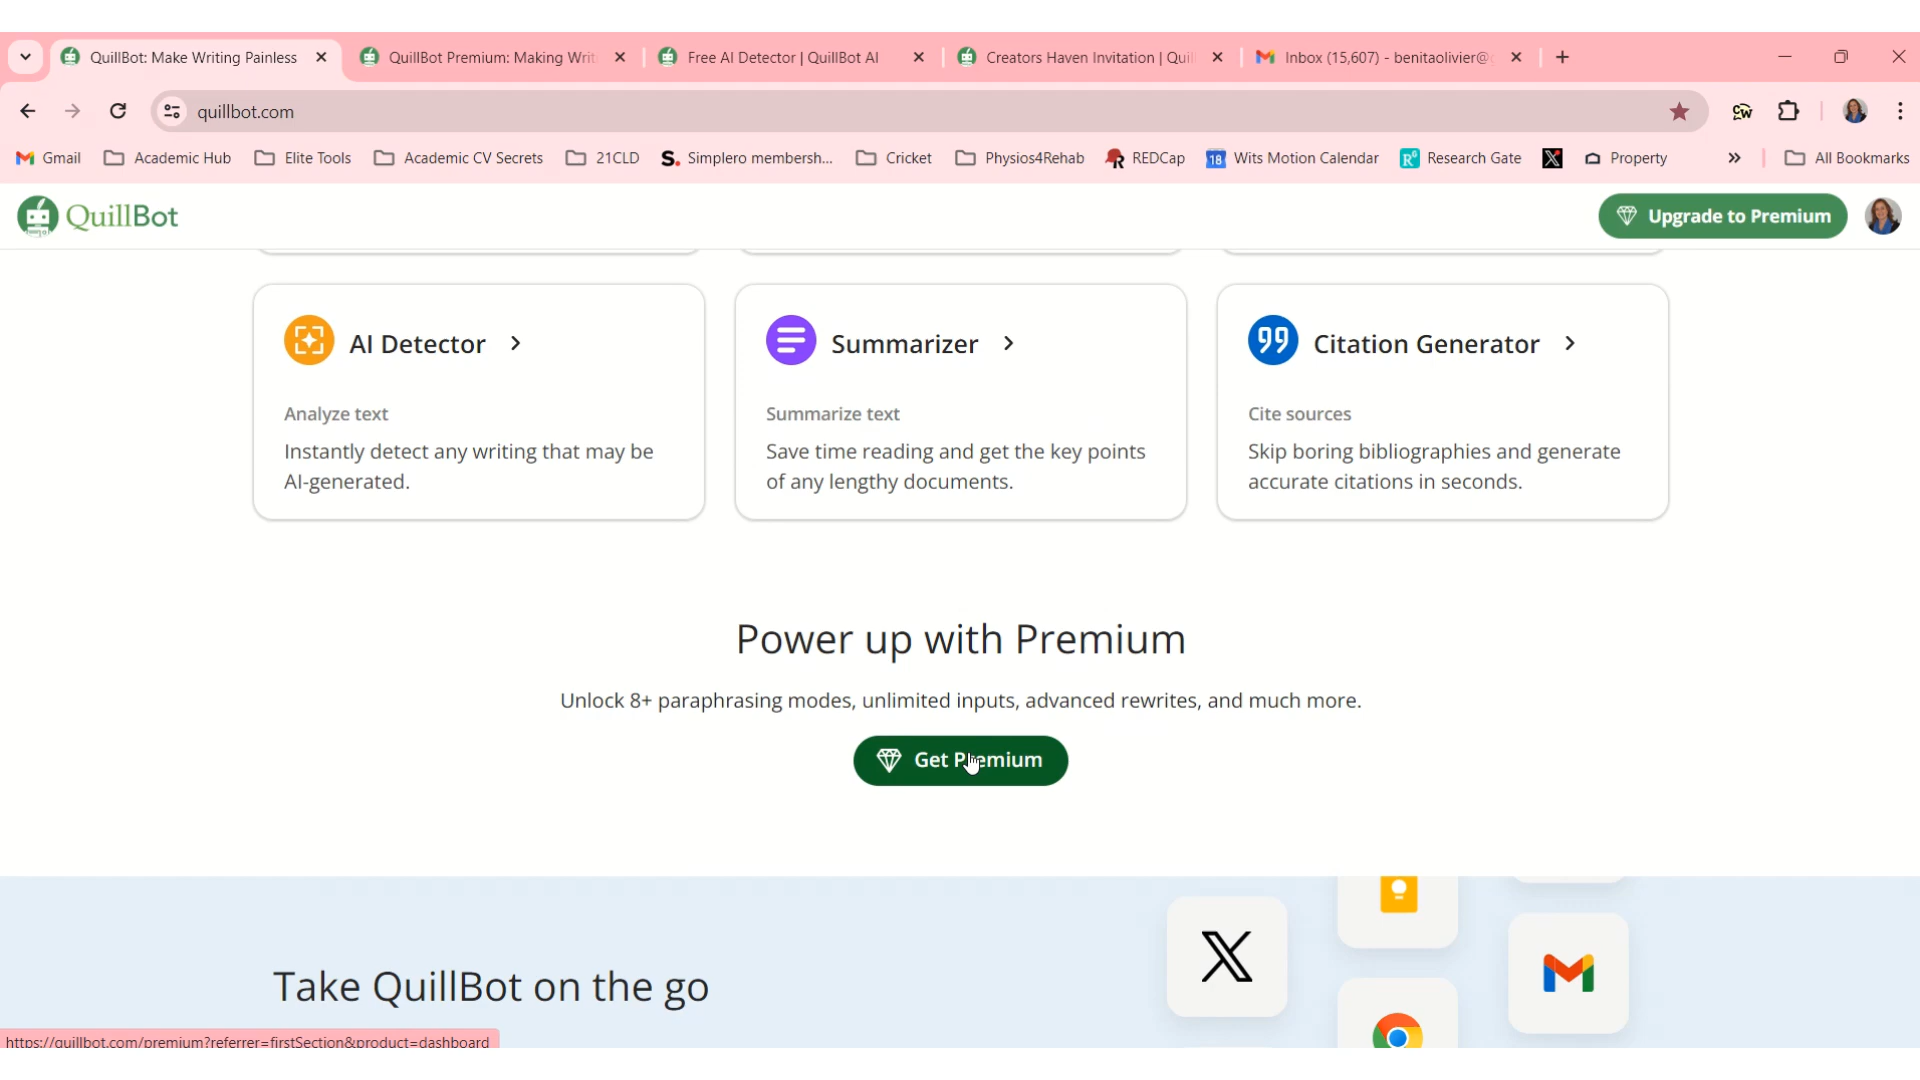 QuillBot: Make Writing Painless
QuillBot Premium: Making Writ
Free AI Detector | QuillBot AI
Creators Haven Invitation | Quil
Inbox (15,607) - benitaolivier@
quillbot.com
CW
Gmail
Academic Hub
Elite Tools
Academic CV Secrets
21CLD
S. Simplero membersh...
Cricket
Physios4Rehab
REDCap
18 Wits Motion Calendar
Research Gate
Property
All Bookmarks
QuillBot
Upgrade to Premium
AI Detector
Summarizer
Citation Generator
Analyze text
Summarize text
Cite sources
Instantly detect any writing that may be
AI-generated.
Save time reading and get the key points
of any lengthy documents.
Skip boring bibliographies and generate
accurate citations in seconds.
Power up with Premium
Unlock 8+ paraphrasing modes, unlimited inputs, advanced rewrites, and much more.
Get Premium
Take QuillBot on the go
https://quillbot.com/premium?referrer=firstSection&product=dashboard